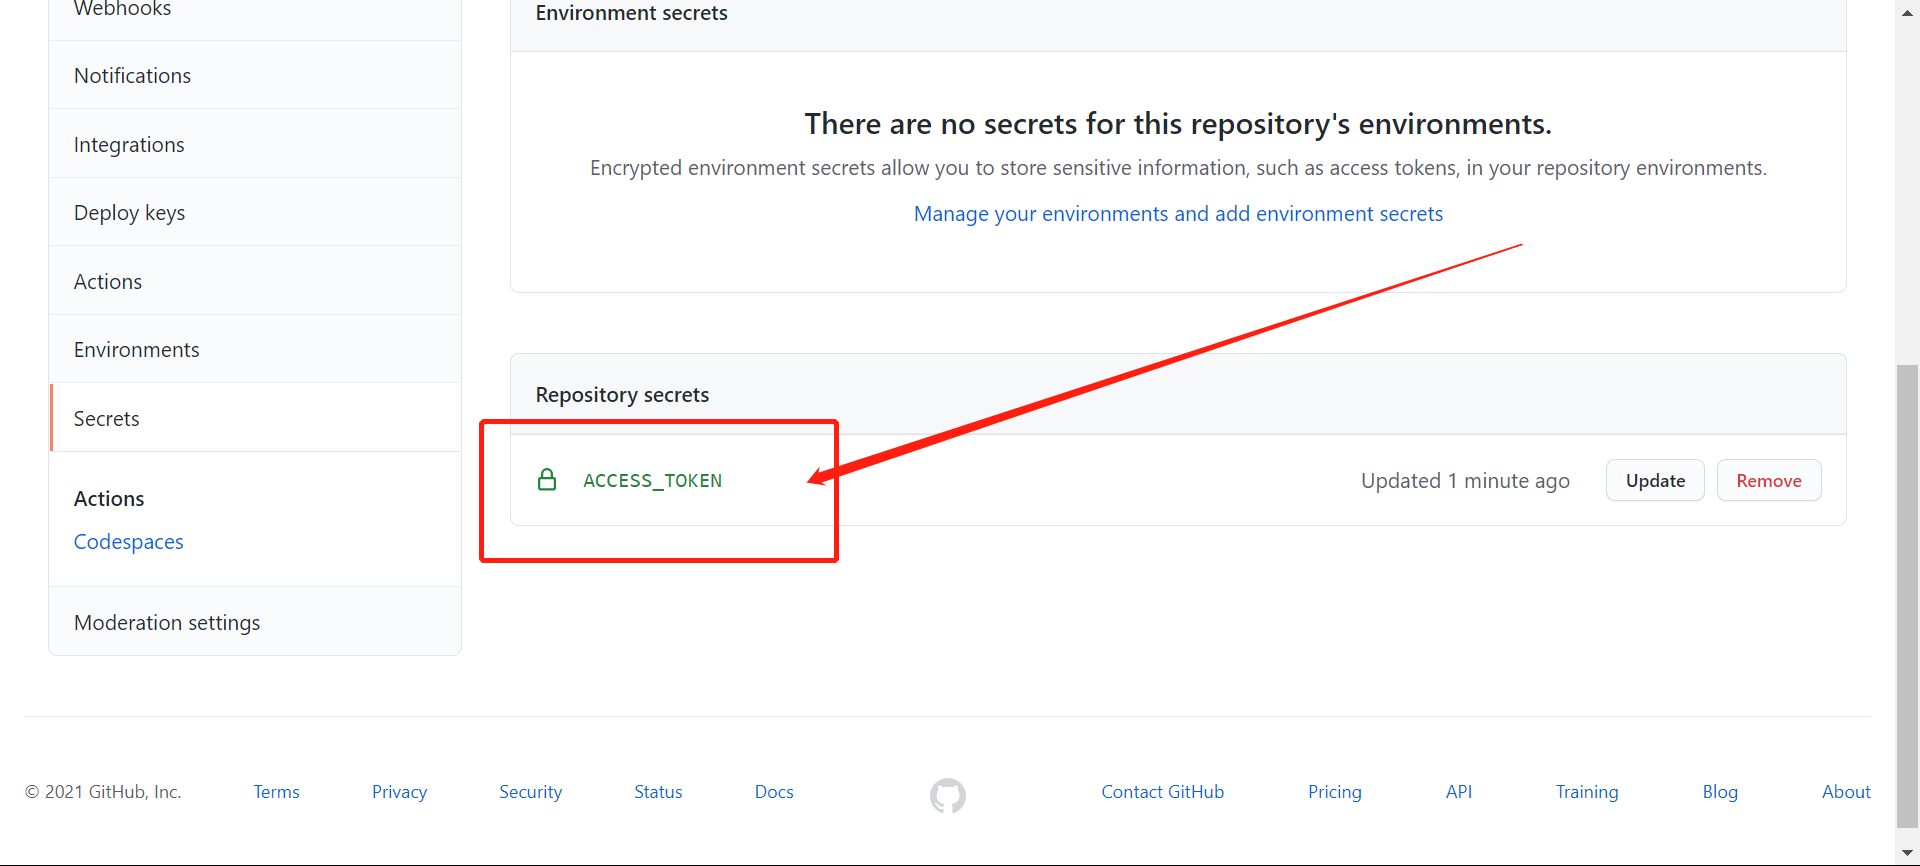 Webhooks
Notifications
Integrations
Deploy keys
Actions
Environments
Secrets
Actions
Codespaces
Moderation settings
Environment secrets
There are no secrets for this repository's environments.
Encrypted environment secrets allow you to store sensitive information, such as access tokens, in your repository environments.
Manage your environments and add environment secrets
Repository secrets
ACCESS_TOKEN Updated 1 minute ago Update Remove
© 2021 GitHub, Inc. Terms Privacy Security Status Docs Contact GitHub Pricing API Training Blog About